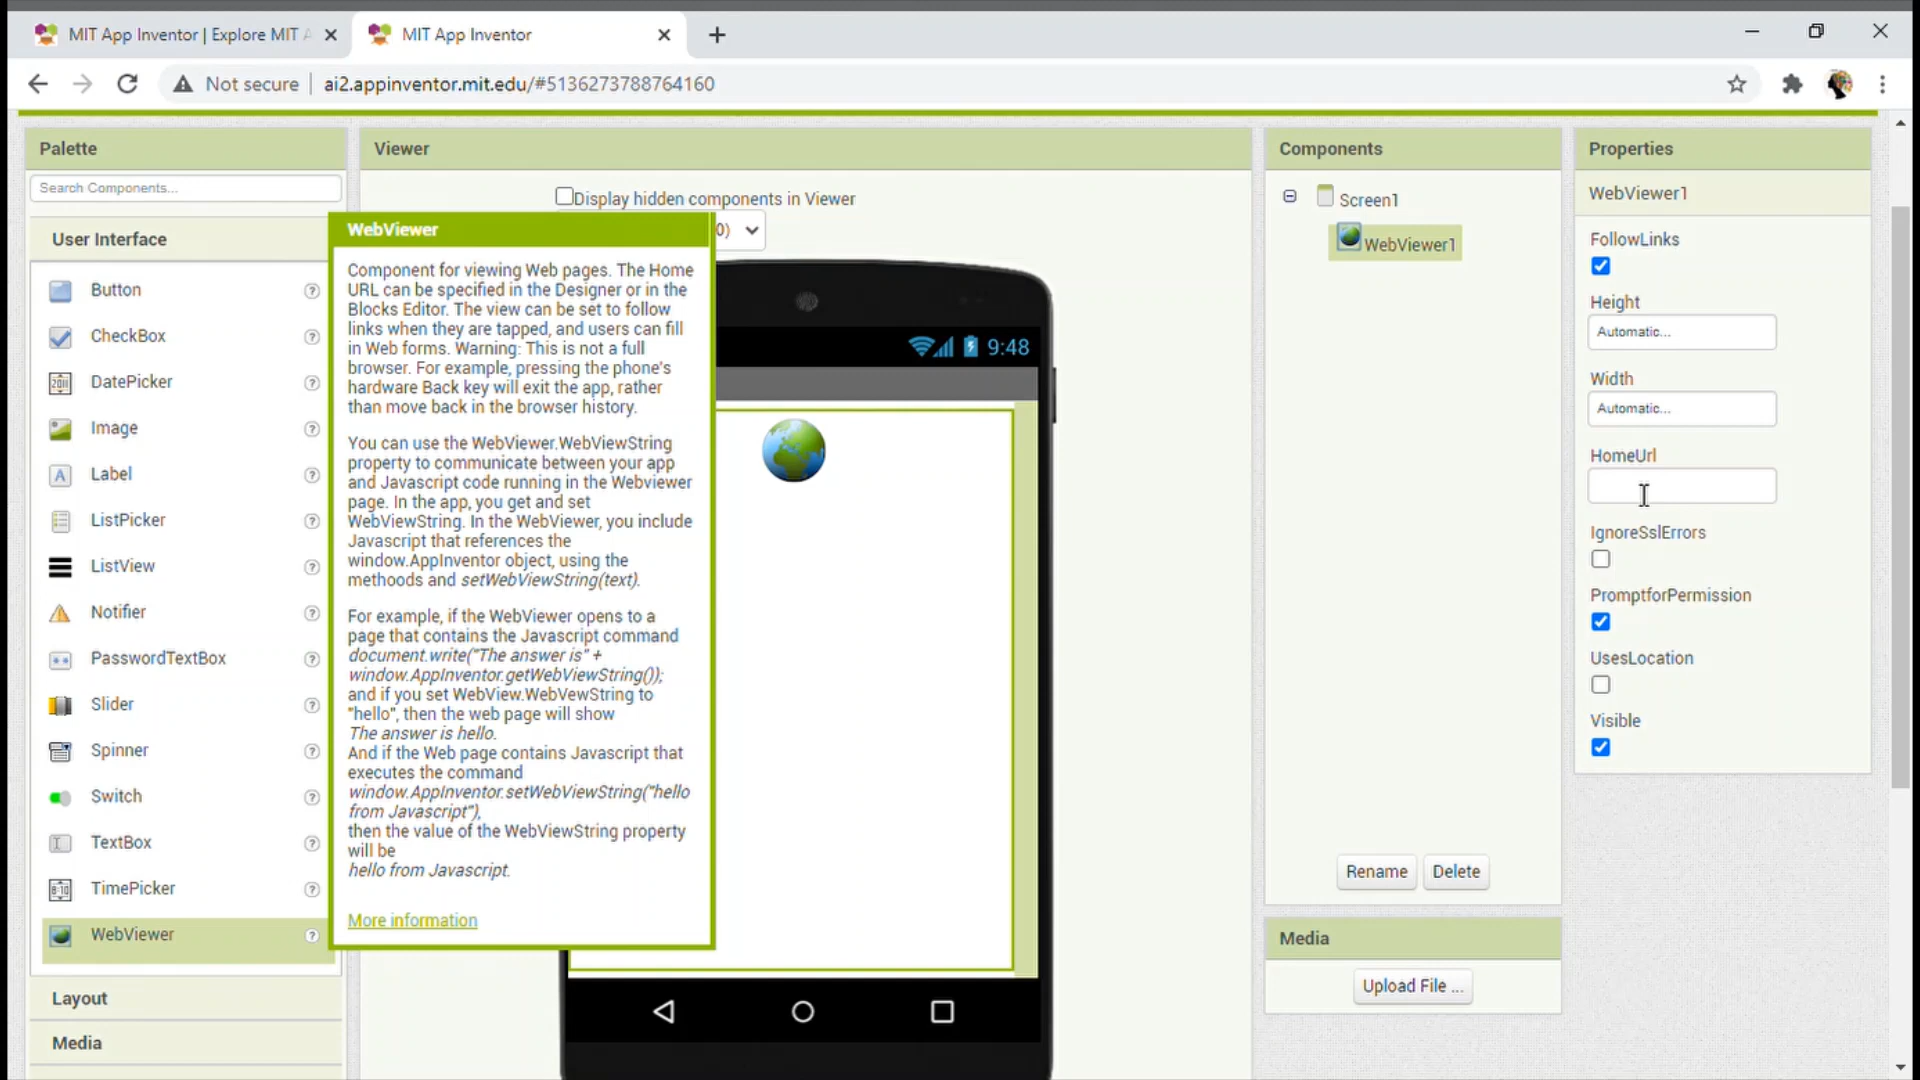 MIT App Inventor | Explore MIT A
MIT App Inventor
Not secure
ai2.appinventor.mit.edu/#5136273788764160
Palette
Search Components...
User Interface
Button
CheckBox
DatePicker
Image
Label
ListPicker
ListView
Notifier
PasswordTextBox
Slider
Spinner
Switch
TextBox
TimePicker
WebViewer
Layout
Media
Viewer
Display hidden components in Viewer
0)
9:48
WebViewer
Component for viewing Web pages. The Home
URL can be specified in the Designer or in the
Blocks Editor. The view can be set to follow
links when they are tapped, and users can fill
in Web forms. Warning: This is not a full
browser. For example, pressing the phone's
hardware Back key will exit the app, rather
than move back in the browser history.
You can use the WebViewer.WebViewString
property to communicate between your app
and Javascript code running in the Webviewer
page. In the app, you get and set
WebViewString. In the WebViewer, you include
Javascript that references the
window.AppInventor object, using the
methoods and setWebViewString(text).
For example, if the WebViewer opens to a
page that contains the Javascript command
document.write("The answer is" +
window.AppInventor.getWebViewString());
and if you set WebView.WebVewString to
"hello", then the web page will show
The answer is hello.
And if the Web page contains Javascript that
executes the command
window.AppInventor.setWebViewString("hello
from Javascript"),
then the value of the WebViewString property
will be
hello from Javascript.
More information
Components
Screen1
WebViewer1
Rename
Delete
Media
Upload File ...
Properties
WebViewer1
FollowLinks
Height
Automatic...
Width
Automatic...
HomeUrl
IgnoreSslErrors
PromptforPermission
UsesLocation
Visible